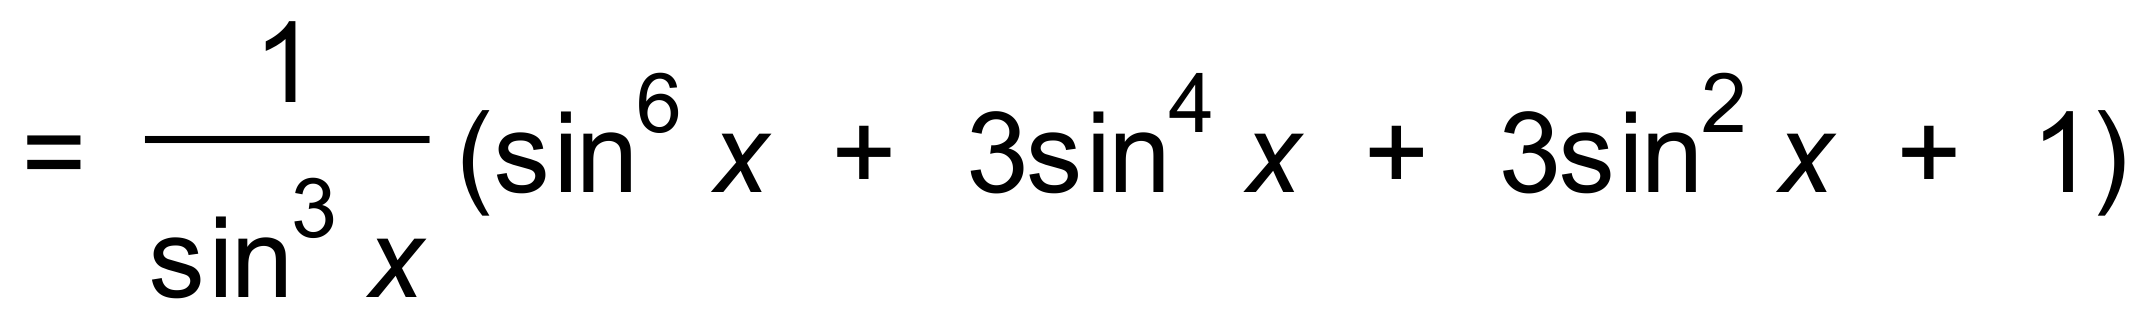 = 1/sin³ x (sin⁶ x + 3sin⁴ x + 3sin² x + 1)